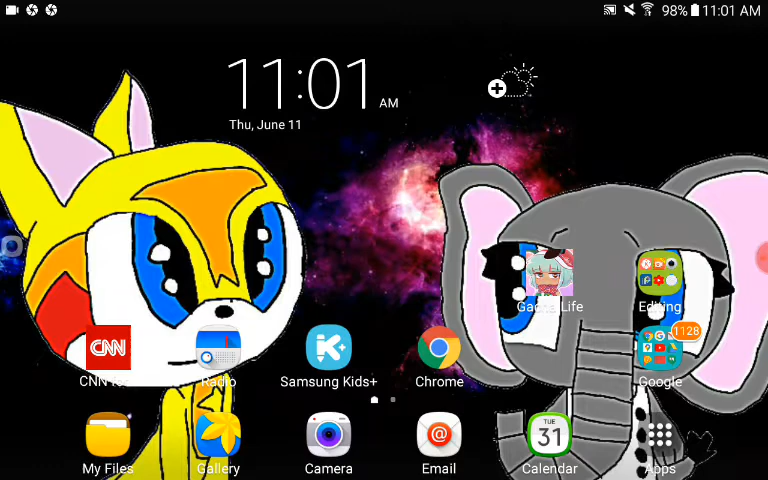 98% 11:01 AM
11:01 AM
Thu, June 11
Life
Editing
CNN
1128
CNN
Radio
Samsung Kids+
Chrome
Google
TUE
31
My Files
Gallery
Camera
Email
Calendar
Apps